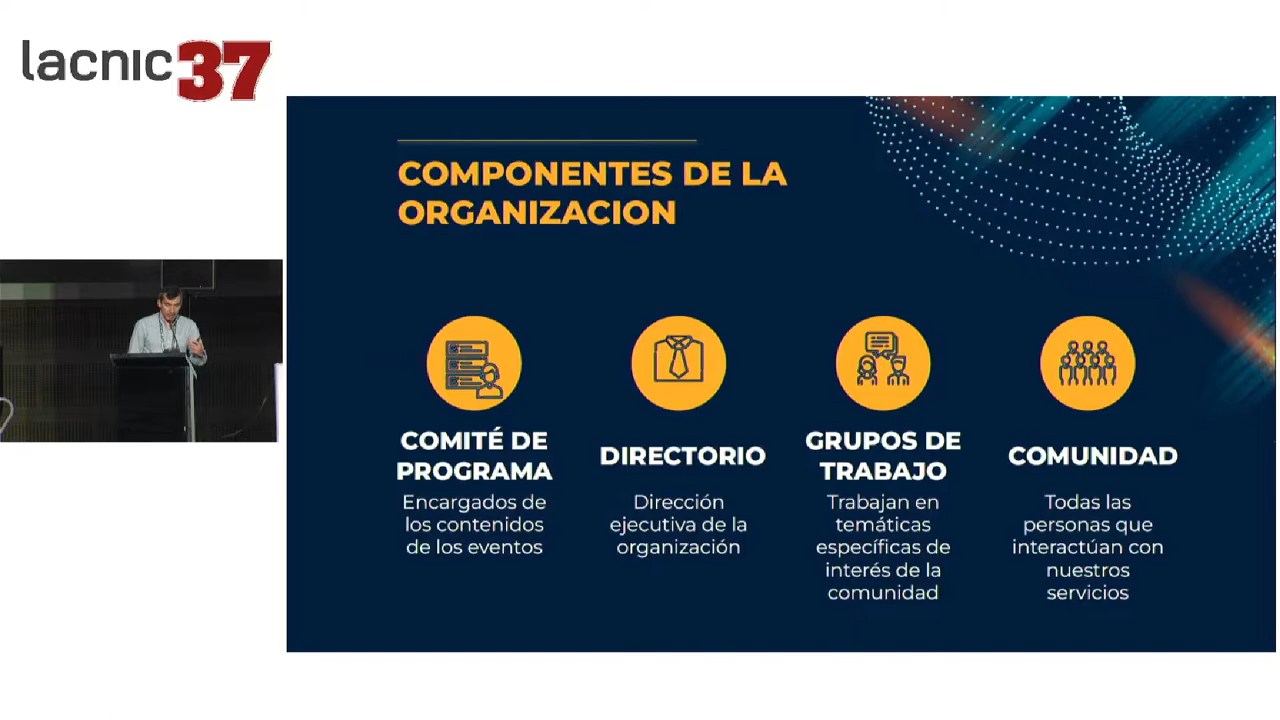 lacnic37
COMPONENTES DE LA
ORGANIZACION
COMITÉ DE
PROGRAMA
Encargados de
los contenidos
de los eventos
DIRECTORIO
Dirección
ejecutiva de la
organización
GRUPOS DE
TRABAJO
Trabajan en
temáticas
específicas de
interés de la
comunidad
COMUNIDAD
Todas las
personas que
interactúan con
nuestros
servicios